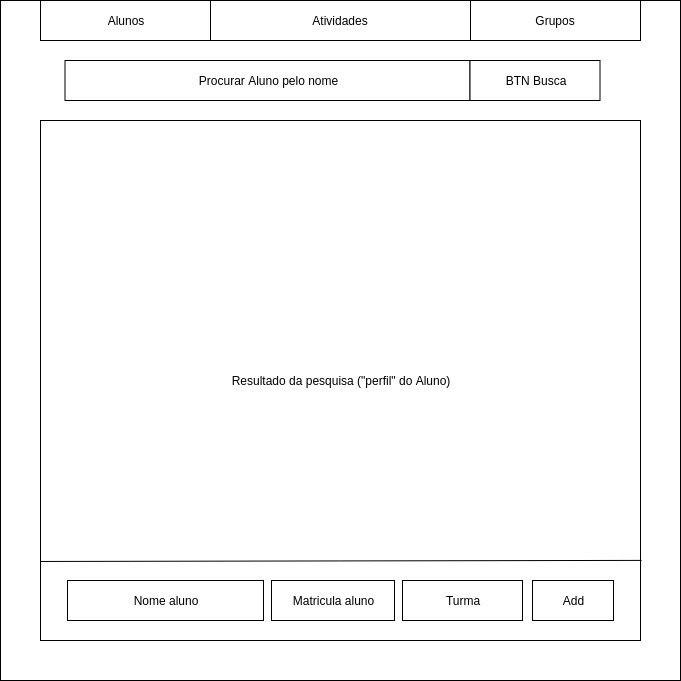 Alunos Atividades Grupos
Procurar Aluno pelo nome BTN Busca
Resultado da pesquisa ("perfil" do Aluno)
Nome aluno Matricula aluno Turma Add